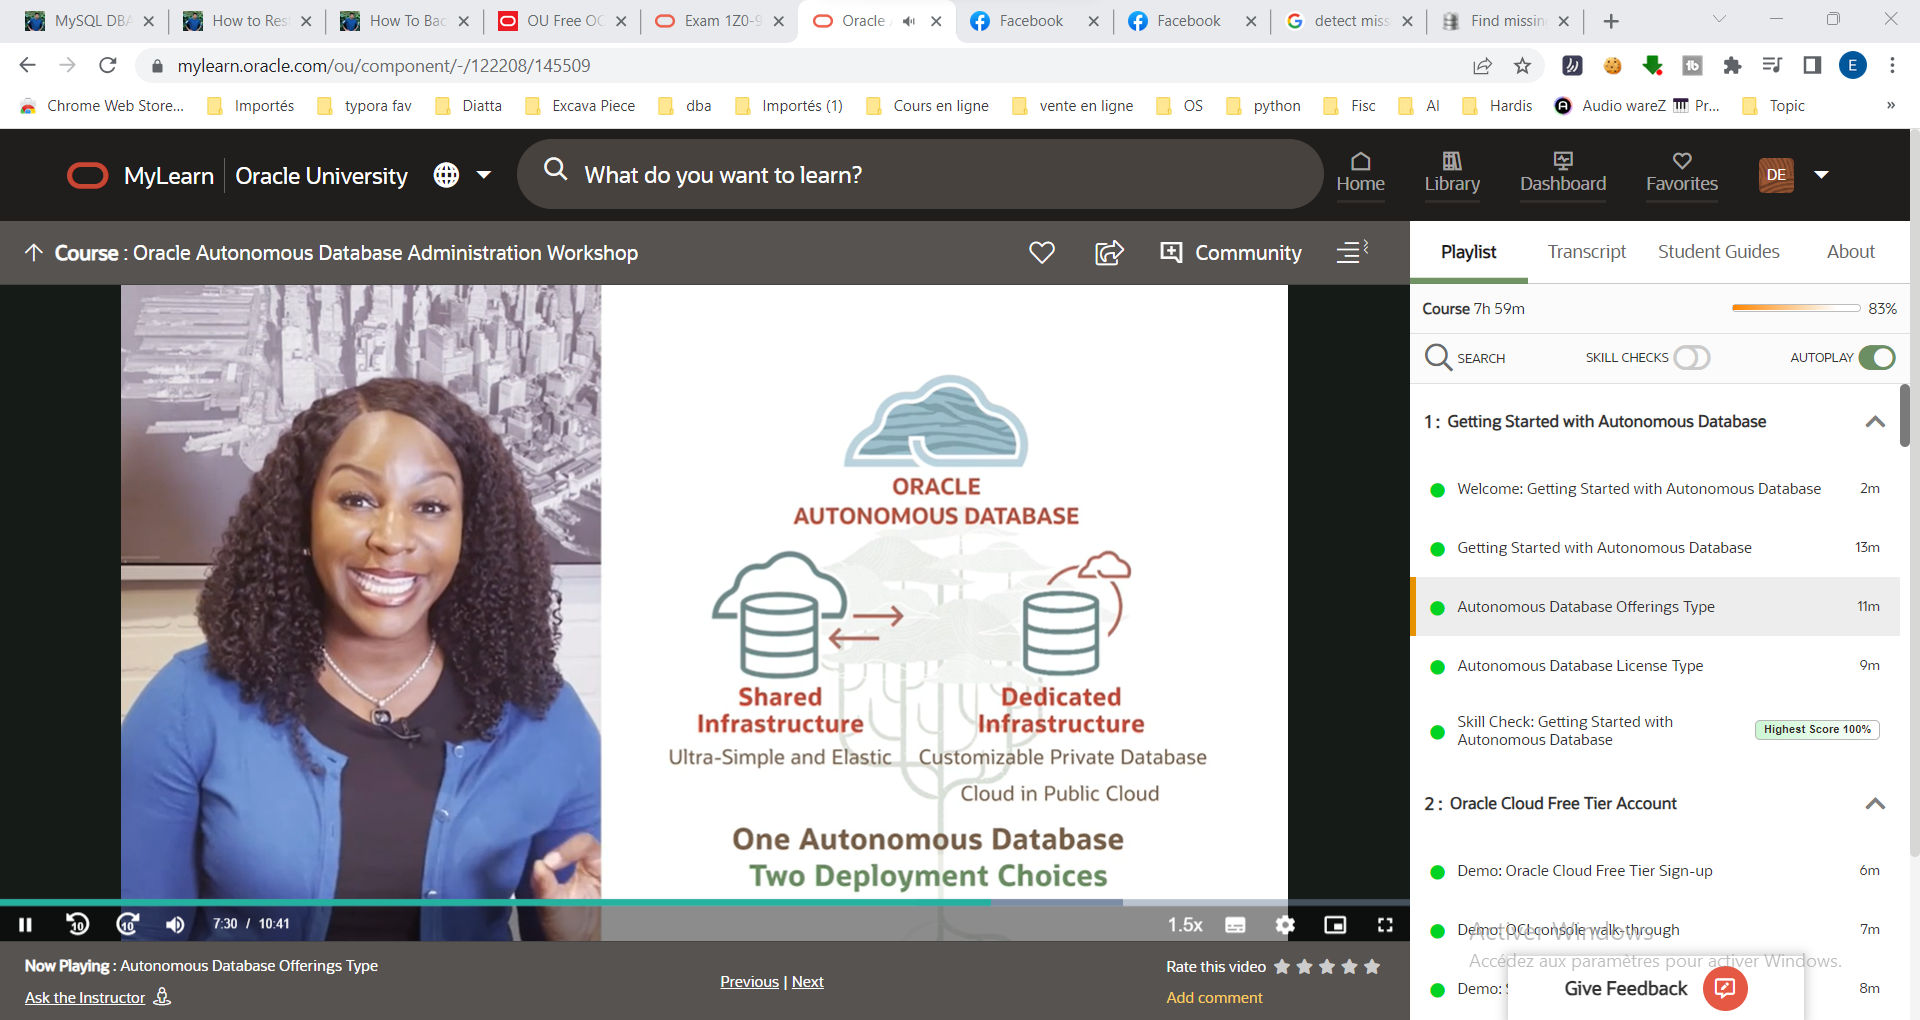 MySQL DBA
How to Res
How To Bac
OU Free OC
Exam 1Z0-9
Oracle
Facebook
Facebook
detect miss
Find missin
mylearn.oracle.com/ou/component/-/122208/145509
E
Chrome Web Store...
Importés
typora fav
Diatta
Excava Piece
dba
Importés (1)
Cours en ligne
vente en ligne
OS
python
Fisc
AI
Hardis
Audio wareZ
Pr...
Topic
»
MyLearn
Oracle University
What do you want to learn?
Home
Library
Dashboard
Favorites
DE
Course : Oracle Autonomous Database Administration Workshop
Community
Playlist
Transcript
Student Guides
About
Course 7h 59m
83%
SEARCH
SKILL CHECKS
AUTOPLAY
ORACLE
AUTONOMOUS DATABASE
Shared
Infrastructure
Ultra-Simple and Elastic
Dedicated
Infrastructure
Customizable Private Database
Cloud in Public Cloud
One Autonomous Database
Two Deployment Choices
10
10
7:30 / 10:41
1.5x
Now Playing : Autonomous Database Offerings Type
Ask the Instructor
Previous | Next
Rate this video
Add comment
1 : Getting Started with Autonomous Database
Welcome: Getting Started with Autonomous Database 2m
Getting Started with Autonomous Database 13m
Autonomous Database Offerings Type 11m
Autonomous Database License Type 9m
Skill Check: Getting Started with
Autonomous Database
Highest Score 100%
2 : Oracle Cloud Free Tier Account
Demo: Oracle Cloud Free Tier Sign-up 6m
Demo: OCI console walk-through 7m
Activer Windows
Accédez aux paramètres pour activer Windows.
Demo: 8m
Give Feedback